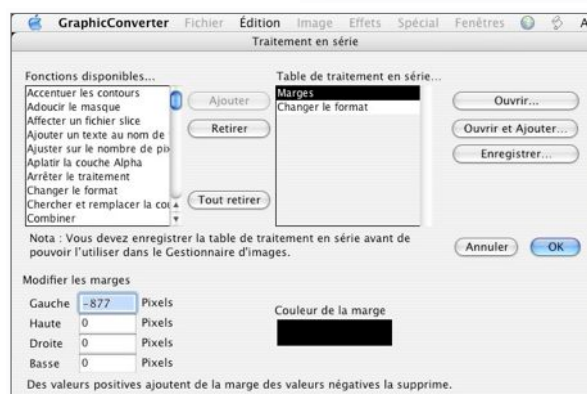 GraphicConverter Fichier Édition Image Effets Spécial Fenêtres
Traitement en série
Fonctions disponibles...
Accentuer les contours
Adoucir le masque
Affecter un fichier slice
Ajouter un texte au nom de
Ajuster sur le nombre de pix
Aplatir la couche Alpha
Arrêter le traitement
Changer le format
Chercher et remplacer la cou
Combiner
Ajouter
Retirer
Tout retirer
Table de traitement en série...
Marges
Changer le format
Ouvrir...
Ouvrir et Ajouter...
Enregistrer...
Nota : Vous devez enregistrer la table de traitement en série avant de
pouvoir l'utiliser dans le Gestionnaire d'images.
Annuler
OK
Modifier les marges
Gauche -877 Pixels
Haute 0 Pixels
Droite 0 Pixels
Basse 0 Pixels
Couleur de la marge
Des valeurs positives ajoutent de la marge des valeurs négatives la supprime.